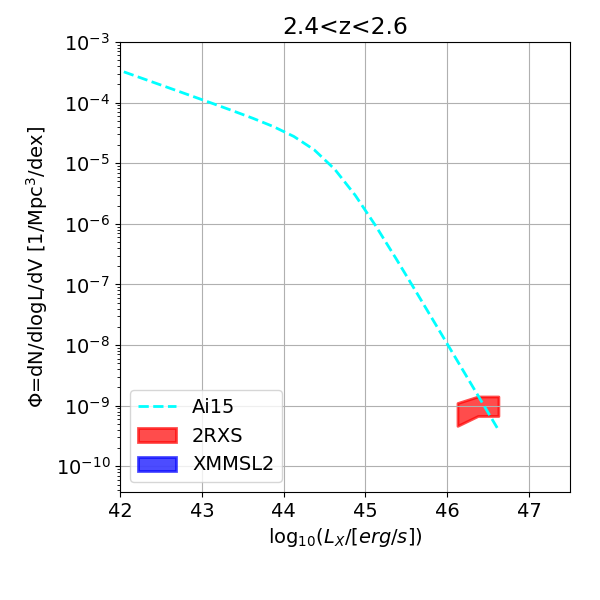 2.4<z<2.6
Φ=dN/dlogL/dV [1/Mpc³/dex]
10⁻³
10⁻⁴
10⁻⁵
10⁻⁶
10⁻⁷
10⁻⁸
10⁻⁹
10⁻¹⁰
Ai15
2RXS
XMMSL2
42 43 44 45 46 47
log₁₀(L_X/[erg/s])